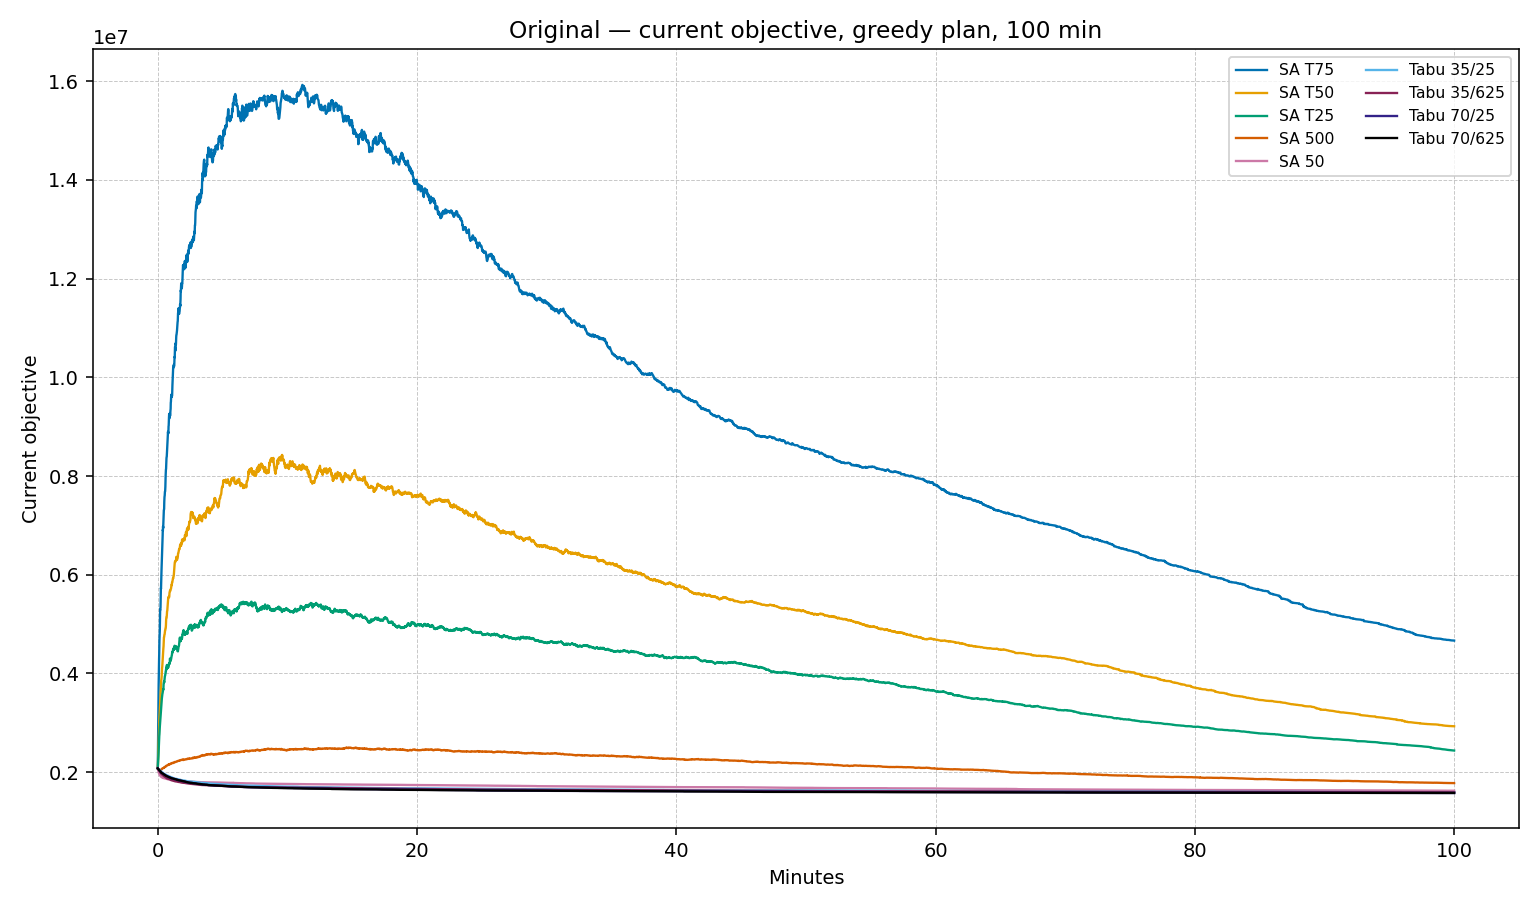 Original — current objective, greedy plan, 100 min
1e7
1.6
1.4
1.2
1.0
0.8
0.6
0.4
0.2
Current objective
SA T75
SA T50
SA T25
SA 500
SA 50
Tabu 35/25
Tabu 35/625
Tabu 70/25
Tabu 70/625
0 20 40 60 80 100
Minutes